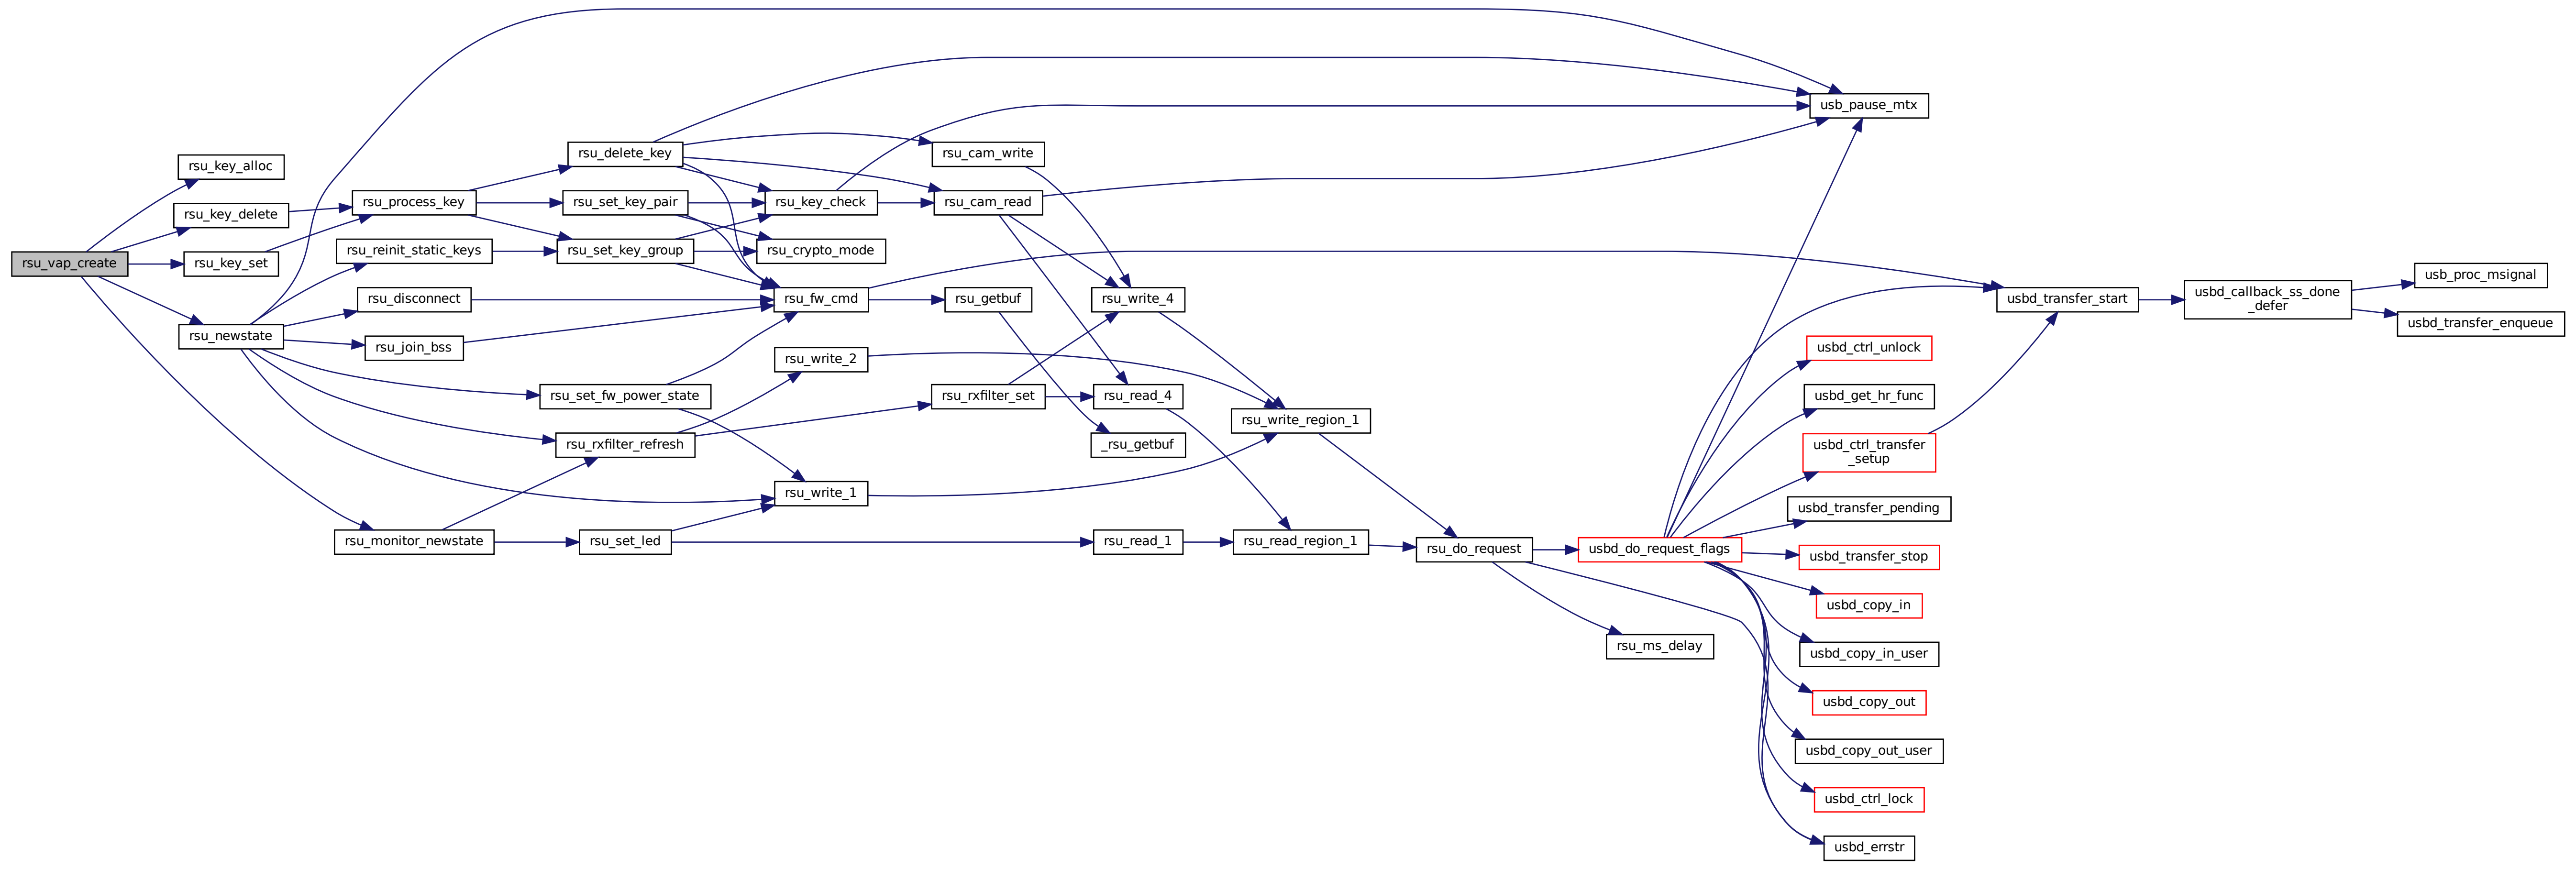 rsu_vap_create
rsu_key_alloc
rsu_key_delete
rsu_key_set
rsu_newstate
rsu_process_key
rsu_reinit_static_keys
rsu_disconnect
rsu_join_bss
rsu_monitor_newstate
rsu_delete_key
rsu_set_key_pair
rsu_set_key_group
rsu_set_fw_power_state
rsu_rxfilter_refresh
rsu_set_led
rsu_key_check
rsu_crypto_mode
rsu_fw_cmd
rsu_write_2
rsu_write_1
rsu_cam_write
rsu_cam_read
rsu_getbuf
rsu_rxfilter_set
rsu_write_4
rsu_read_4
_rsu_getbuf
rsu_read_1
rsu_write_region_1
rsu_read_region_1
rsu_do_request
usbd_do_request_flags
rsu_ms_delay
usb_pause_mtx
usbd_ctrl_unlock
usbd_get_hr_func
usbd_ctrl_transfer
_setup
usbd_transfer_pending
usbd_transfer_stop
usbd_copy_in
usbd_copy_in_user
usbd_copy_out
usbd_copy_out_user
usbd_ctrl_lock
usbd_errstr
usbd_transfer_start
usbd_callback_ss_done
_defer
usb_proc_msignal
usbd_transfer_enqueue